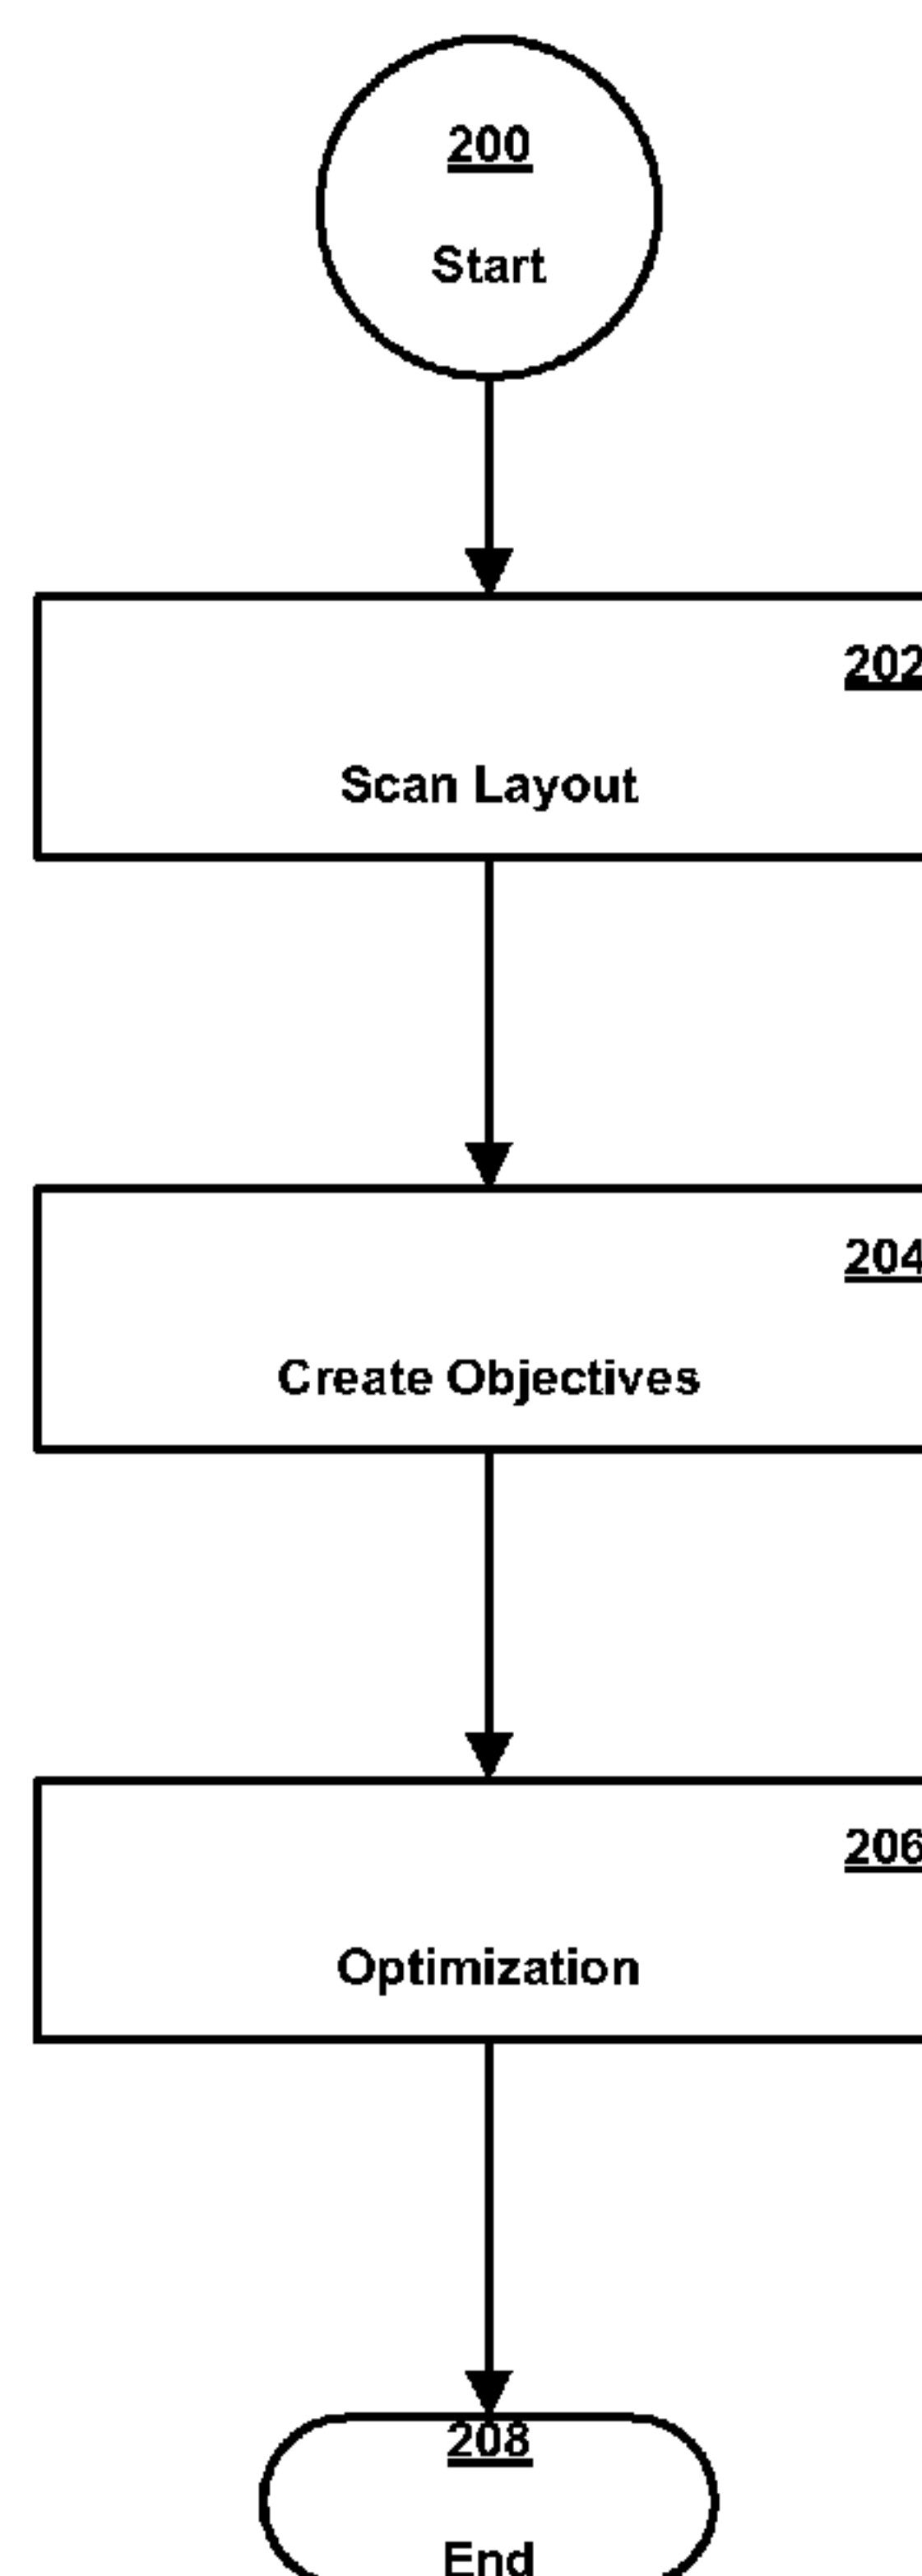 200
Start
202
Scan Layout
204
Create Objectives
206
Optimization
208
End